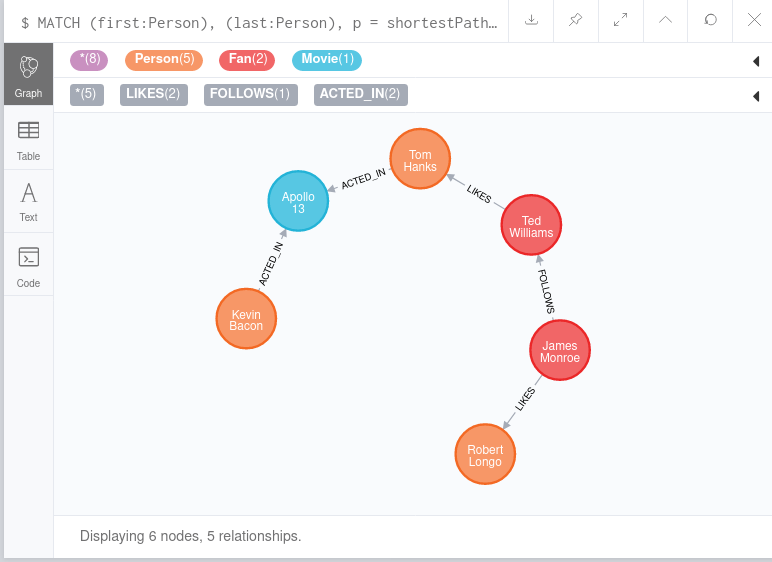 $ MATCH (first:Person), (last:Person), p = shortestPath…
Graph
Table
Text
Code
*(8) Person(5) Fan(2) Movie(1)
*(5) LIKES(2) FOLLOWS(1) ACTED_IN(2)
Tom
Hanks
ACTED_IN
LIKES
Apollo
13
Ted
Williams
ACTED_IN
FOLLOWS
Kevin
Bacon
James
Monroe
LIKES
Robert
Longo
Displaying 6 nodes, 5 relationships.